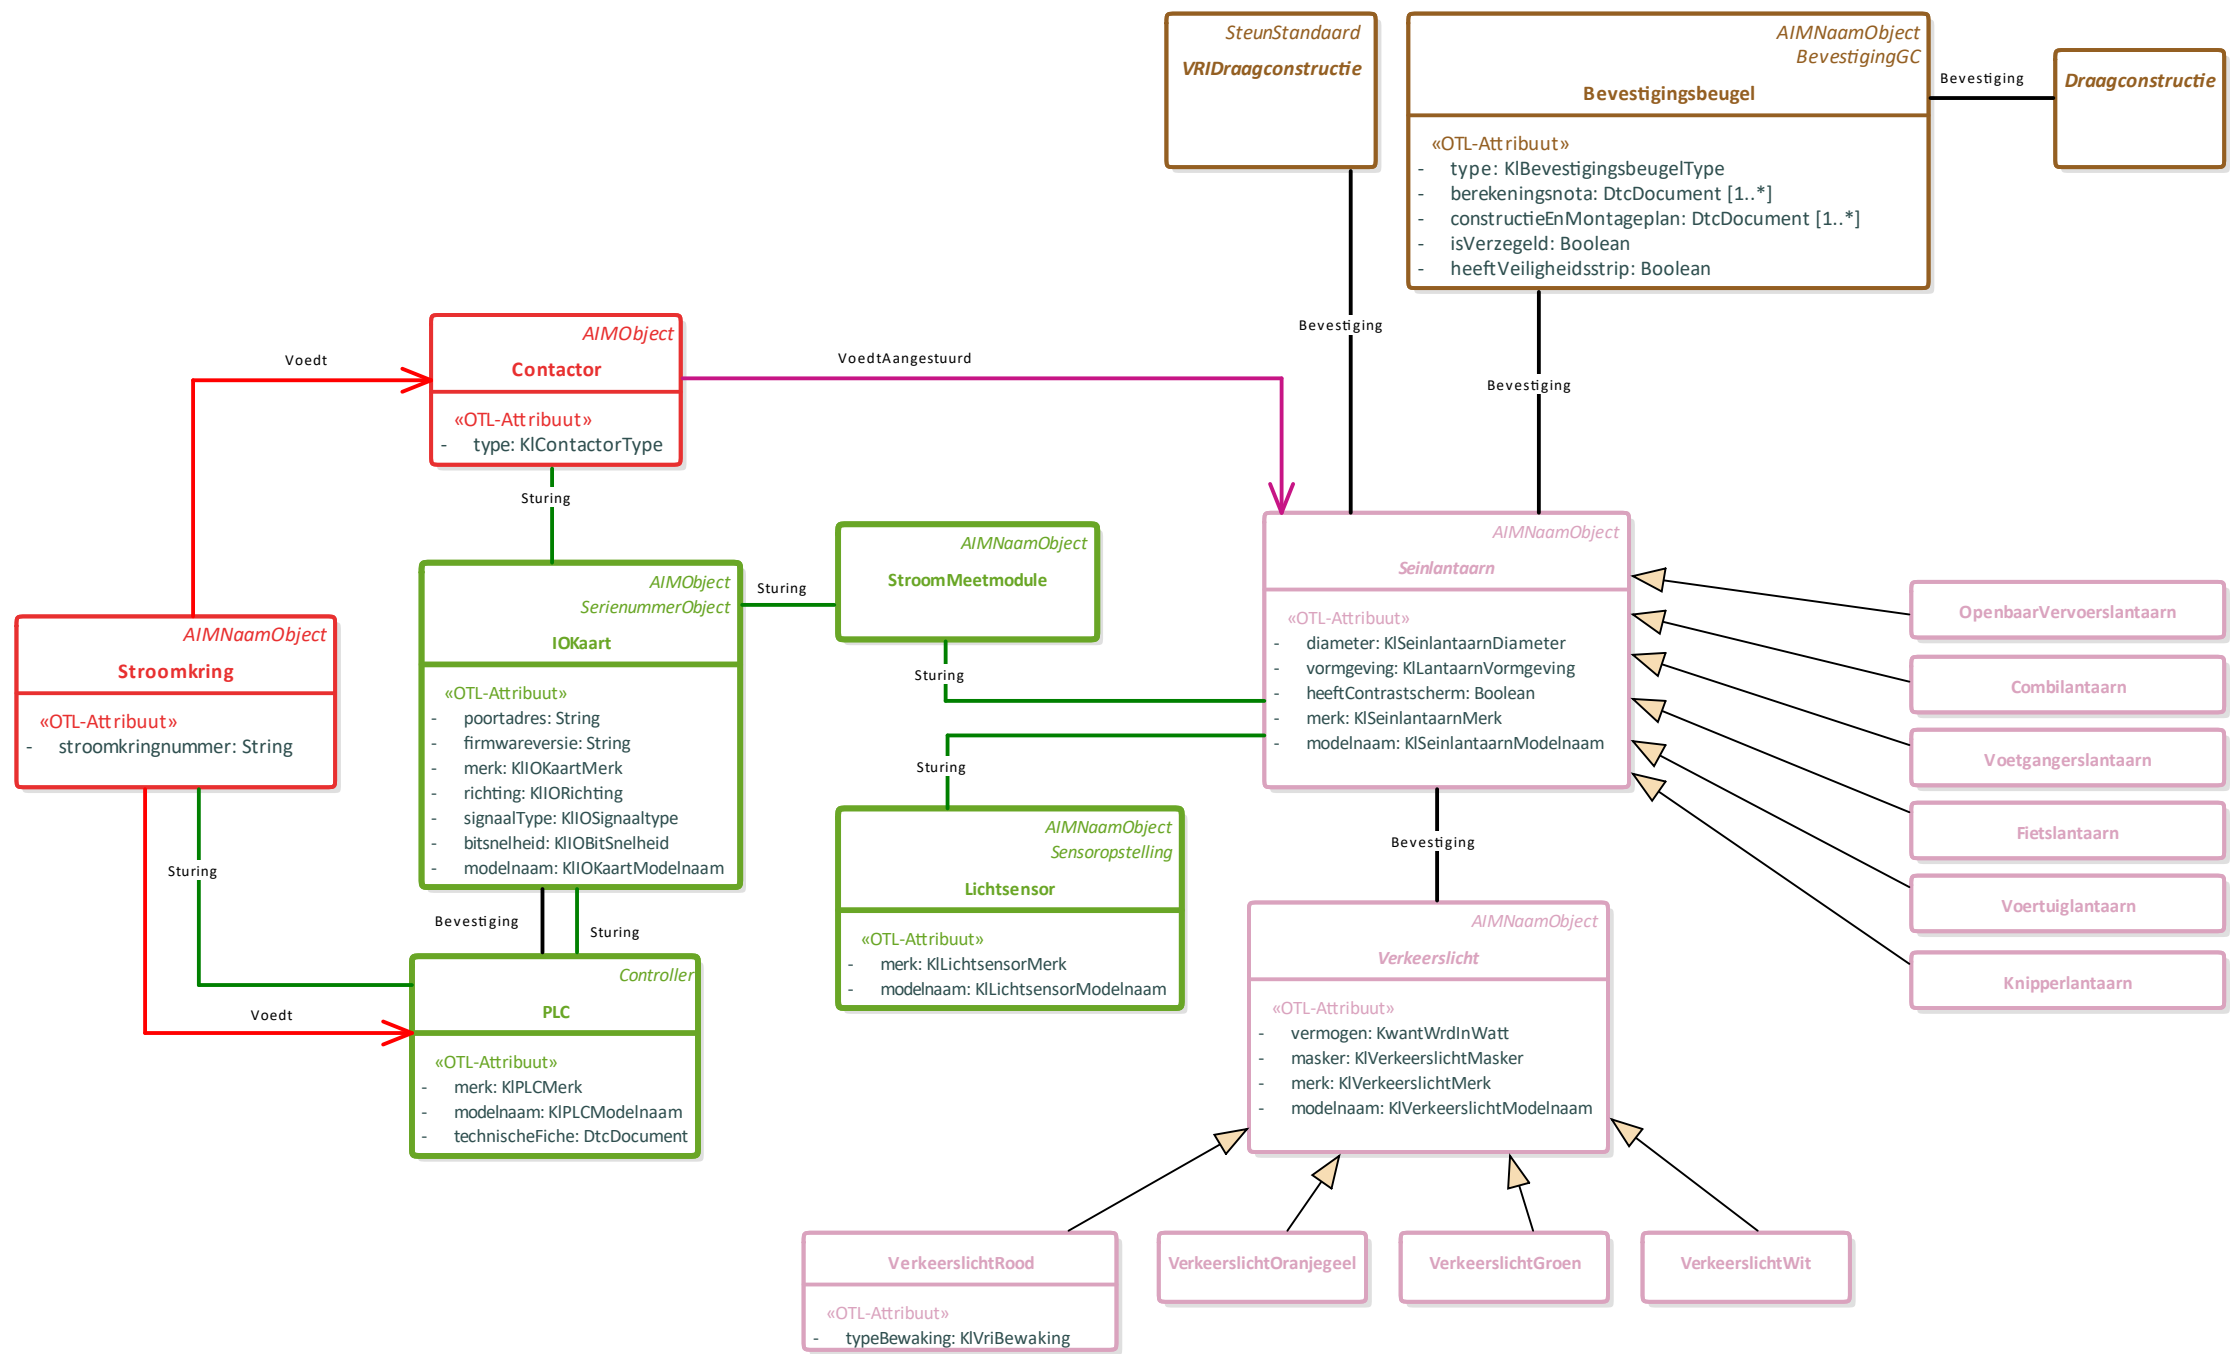 SteunStandaard
VRIDraagconstructie
AIMNaamObject
BevestigingGC
Bevestigingsbeugel
«OTL-Attribuut»
- type: KlBevestigingsbeugelType
- berekeningsnota: DtcDocument [1..*]
- constructieEnMontageplan: DtcDocument [1..*]
- isVerzegeld: Boolean
- heeftVeiligheidsstrip: Boolean
Bevestiging
Draagconstructie
Bevestiging
Bevestiging
Voedt
AIMObject
Contactor
«OTL-Attribuut»
- type: KlContactorType
VoedtAangestuurd
Sturing
AIMObject
SerienummerObject
IOKaart
«OTL-Attribuut»
- poortadres: String
- firmwareversie: String
- merk: KlIOKaartMerk
- richting: KlIORichting
- signaalType: KlIOSignaaltype
- bitsnelheid: KlIOBitSnelheid
- modelnaam: KlIOKaartModelnaam
Sturing
AIMNaamObject
StroomMeetmodule
Sturing
AIMNaamObject
Stroomkring
«OTL-Attribuut»
- stroomkringnummer: String
Sturing
Voedt
Bevestiging
Sturing
Controller
PLC
«OTL-Attribuut»
- merk: KlPLCMerk
- modelnaam: KlPLCModelnaam
- technischeFiche: DtcDocument
Sturing
AIMNaamObject
Sensoropstelling
Lichtsensor
«OTL-Attribuut»
- merk: KlLichtsensorMerk
- modelnaam: KlLichtsensorModelnaam
AIMNaamObject
Seinlantaarn
«OTL-Attribuut»
- diameter: KlSeinlantaarnDiameter
- vormgeving: KlLantaarnVormgeving
- heeftContrastscherm: Boolean
- merk: KlSeinlantaarnMerk
- modelnaam: KlSeinlantaarnModelnaam
OpenbaarVervoerslantaarn
Combilantaarn
Voetgangerslantaarn
Fietslantaarn
Voertuiglantaarn
Knipperlantaarn
Bevestiging
AIMNaamObject
Verkeerslicht
«OTL-Attribuut»
- vermogen: KwantWrdInWatt
- masker: KlVerkeerslichtMasker
- merk: KlVerkeerslichtMerk
- modelnaam: KlVerkeerslichtModelnaam
VerkeerslichtRood
«OTL-Attribuut»
- typeBewaking: KlVriBewaking
VerkeerslichtOranjegeel
VerkeerslichtGroen
VerkeerslichtWit